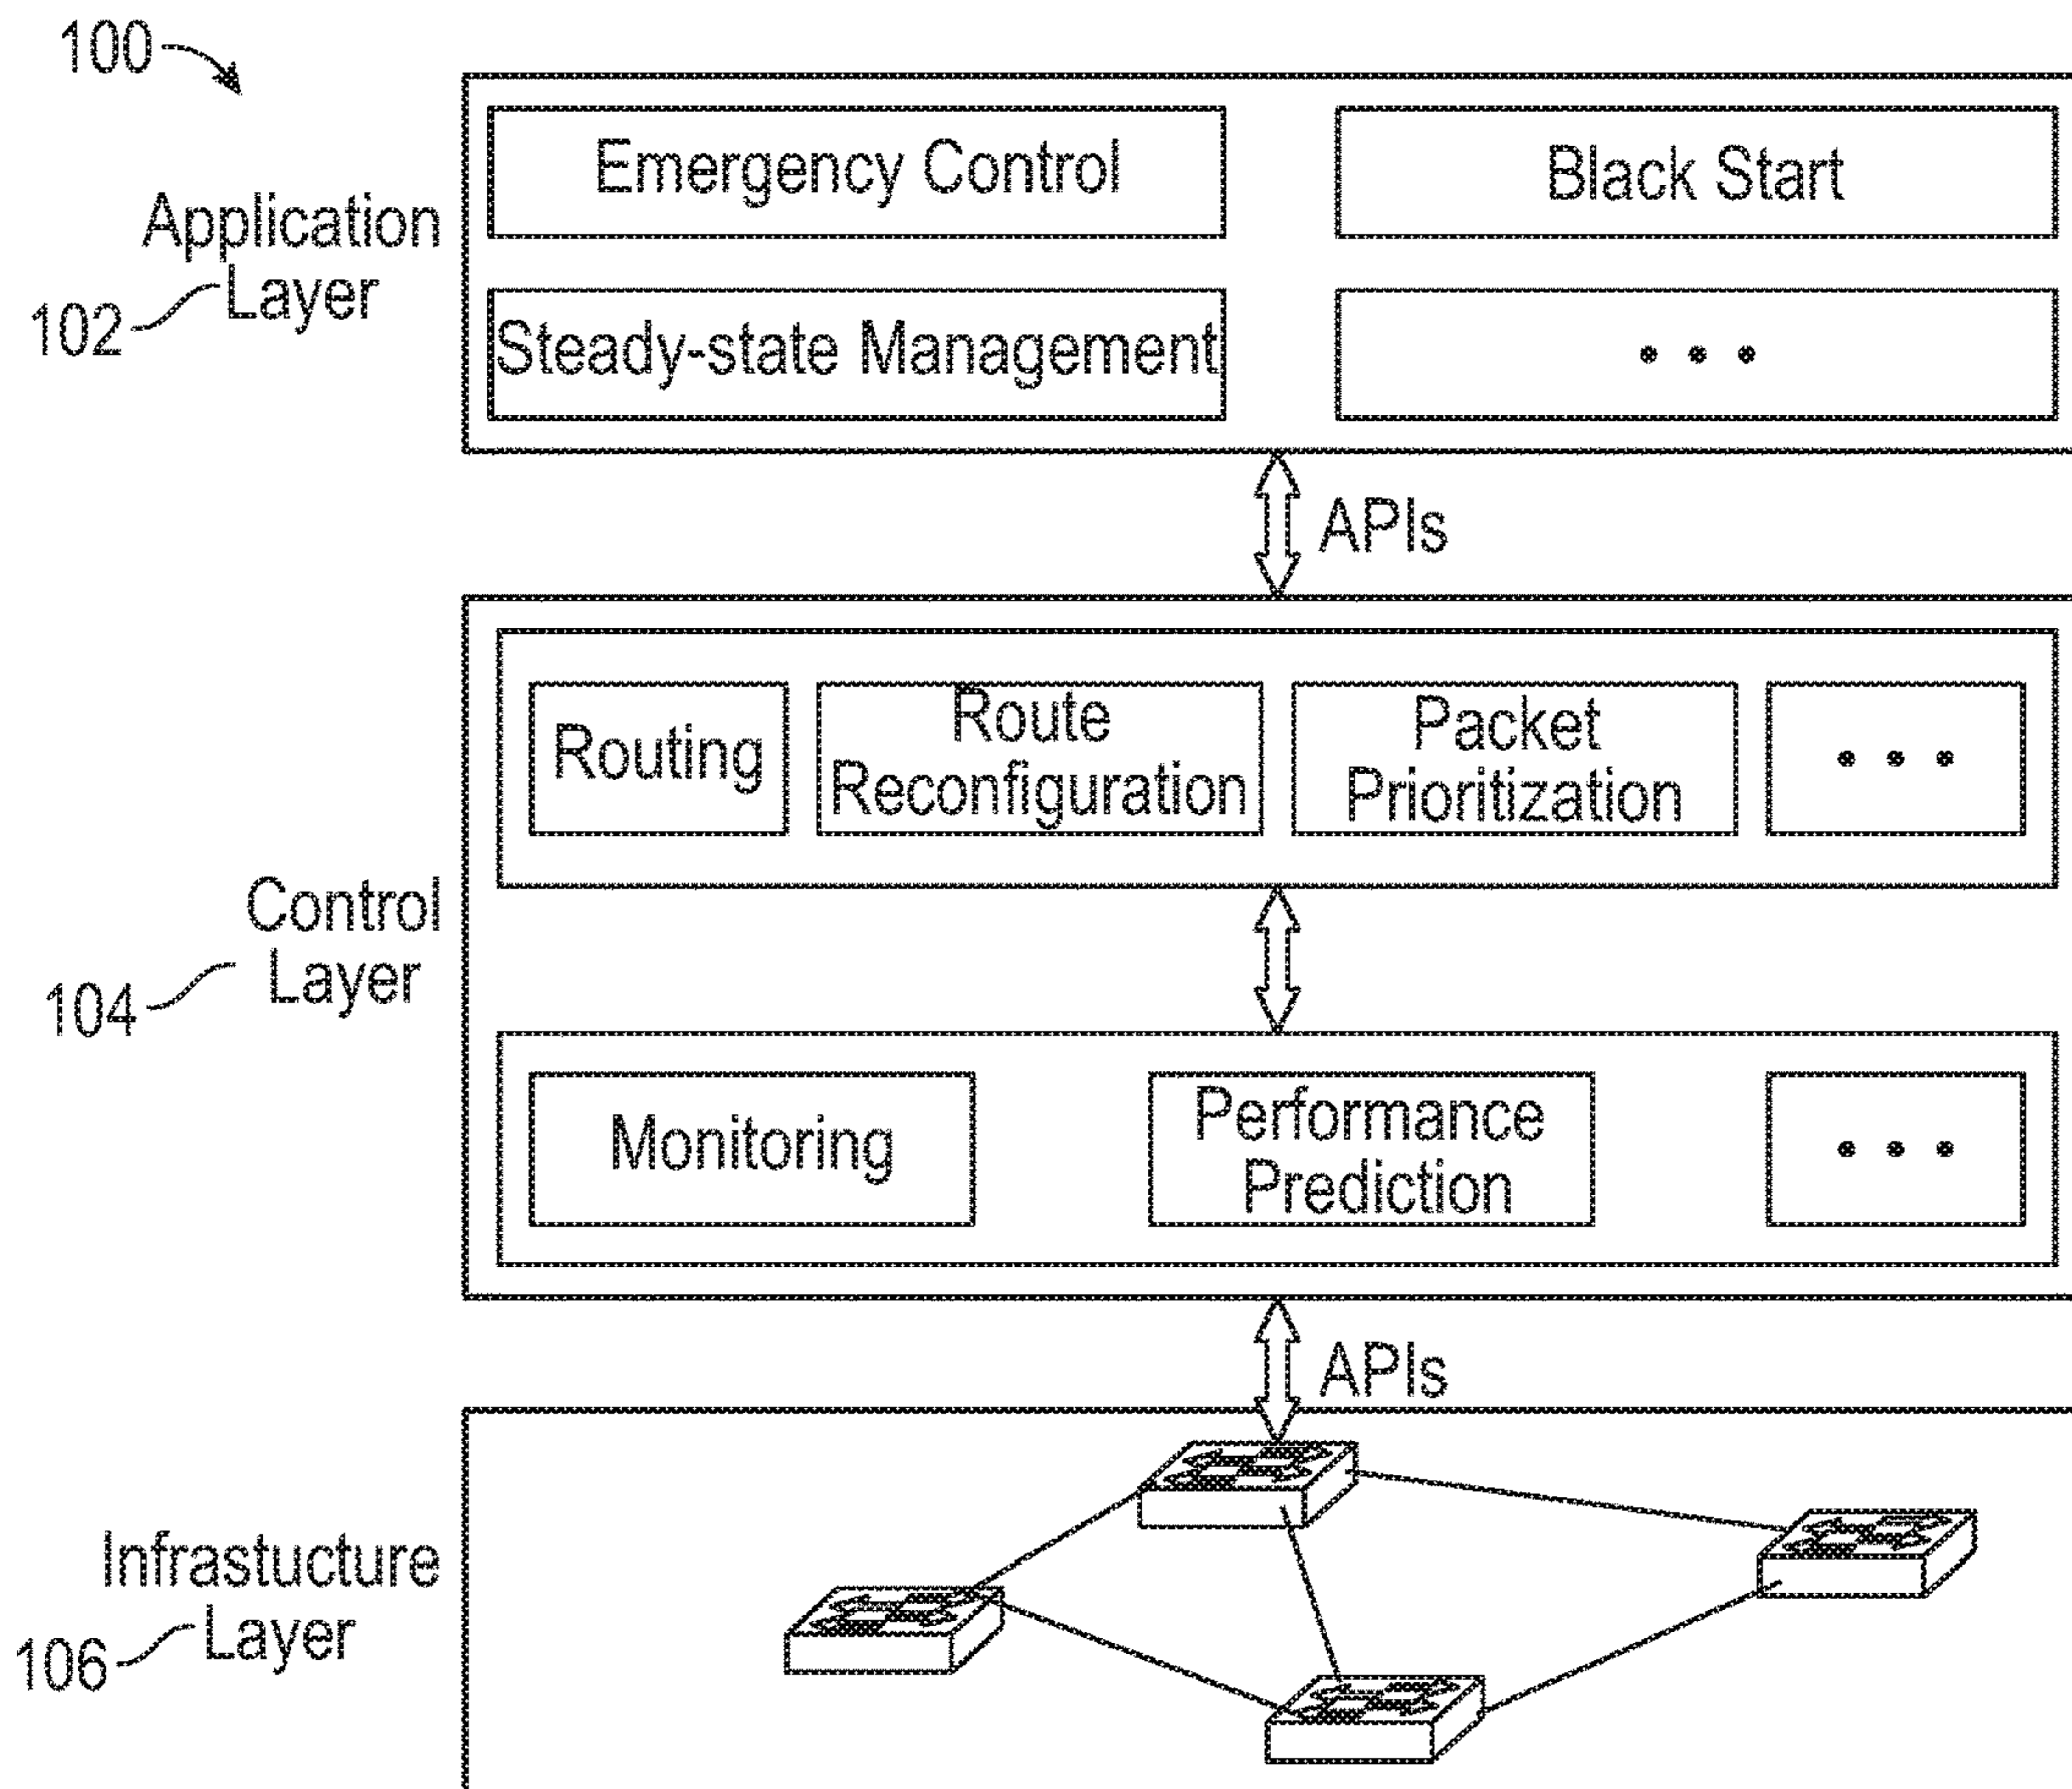 100
Emergency Control
Black Start
Application
Layer
102
Steady-state Management
• • •
APIs
Routing
Route
Reconfiguration
Packet
Prioritization
• • •
Control
Layer
104
Monitoring
Performance
Prediction
• • •
APIs
Infrastucture
Layer
106